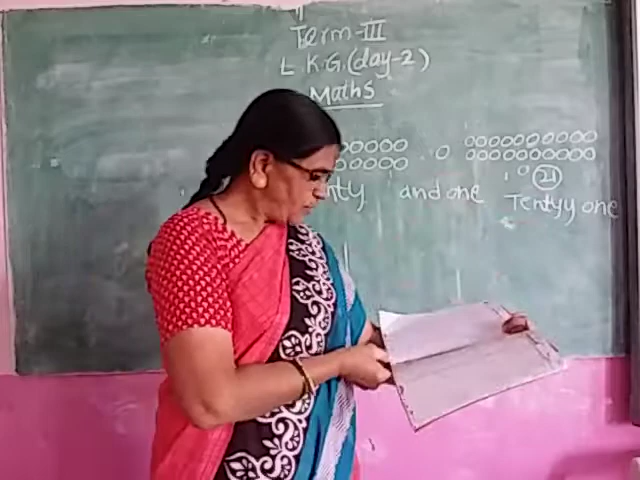 Term-III
L.K.G.(day-2)
Maths
21
and one Tentyy one